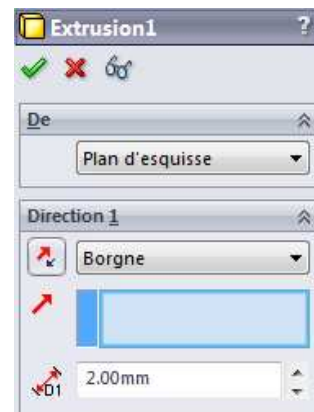 Extrusion1 ?
De
Plan d'esquisse
Direction 1
Borgne
D1 2.00mm